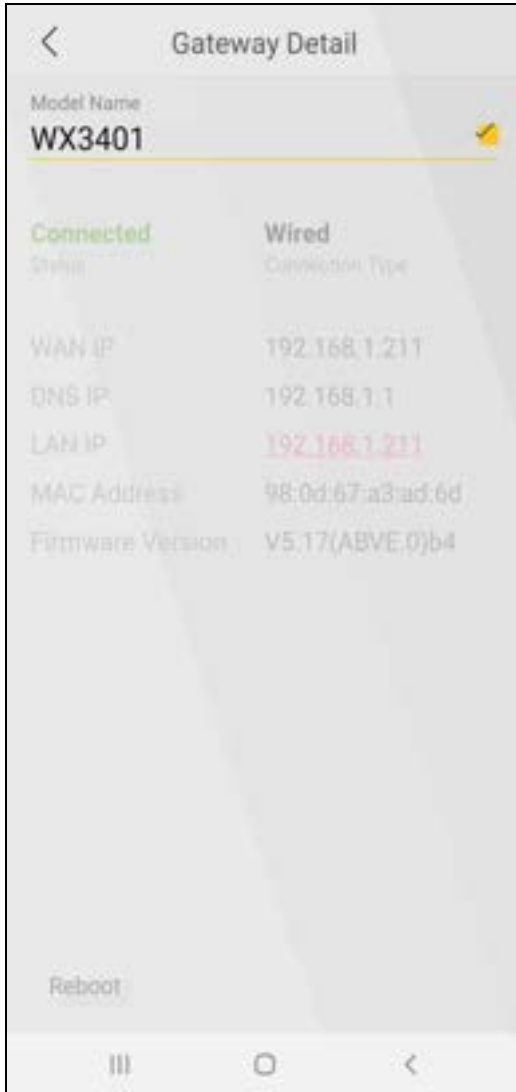 Gateway Detail
Model Name
WX3401
Connected Wired
Status Connection Type
WAN IP 192.168.1.211
DNS IP 192.168.1.1
LAN IP 192.168.1.211
MAC Address 98:0d:67:a3:ad:6d
Firmware Version V5.17(ABVE.0)b4
Reboot